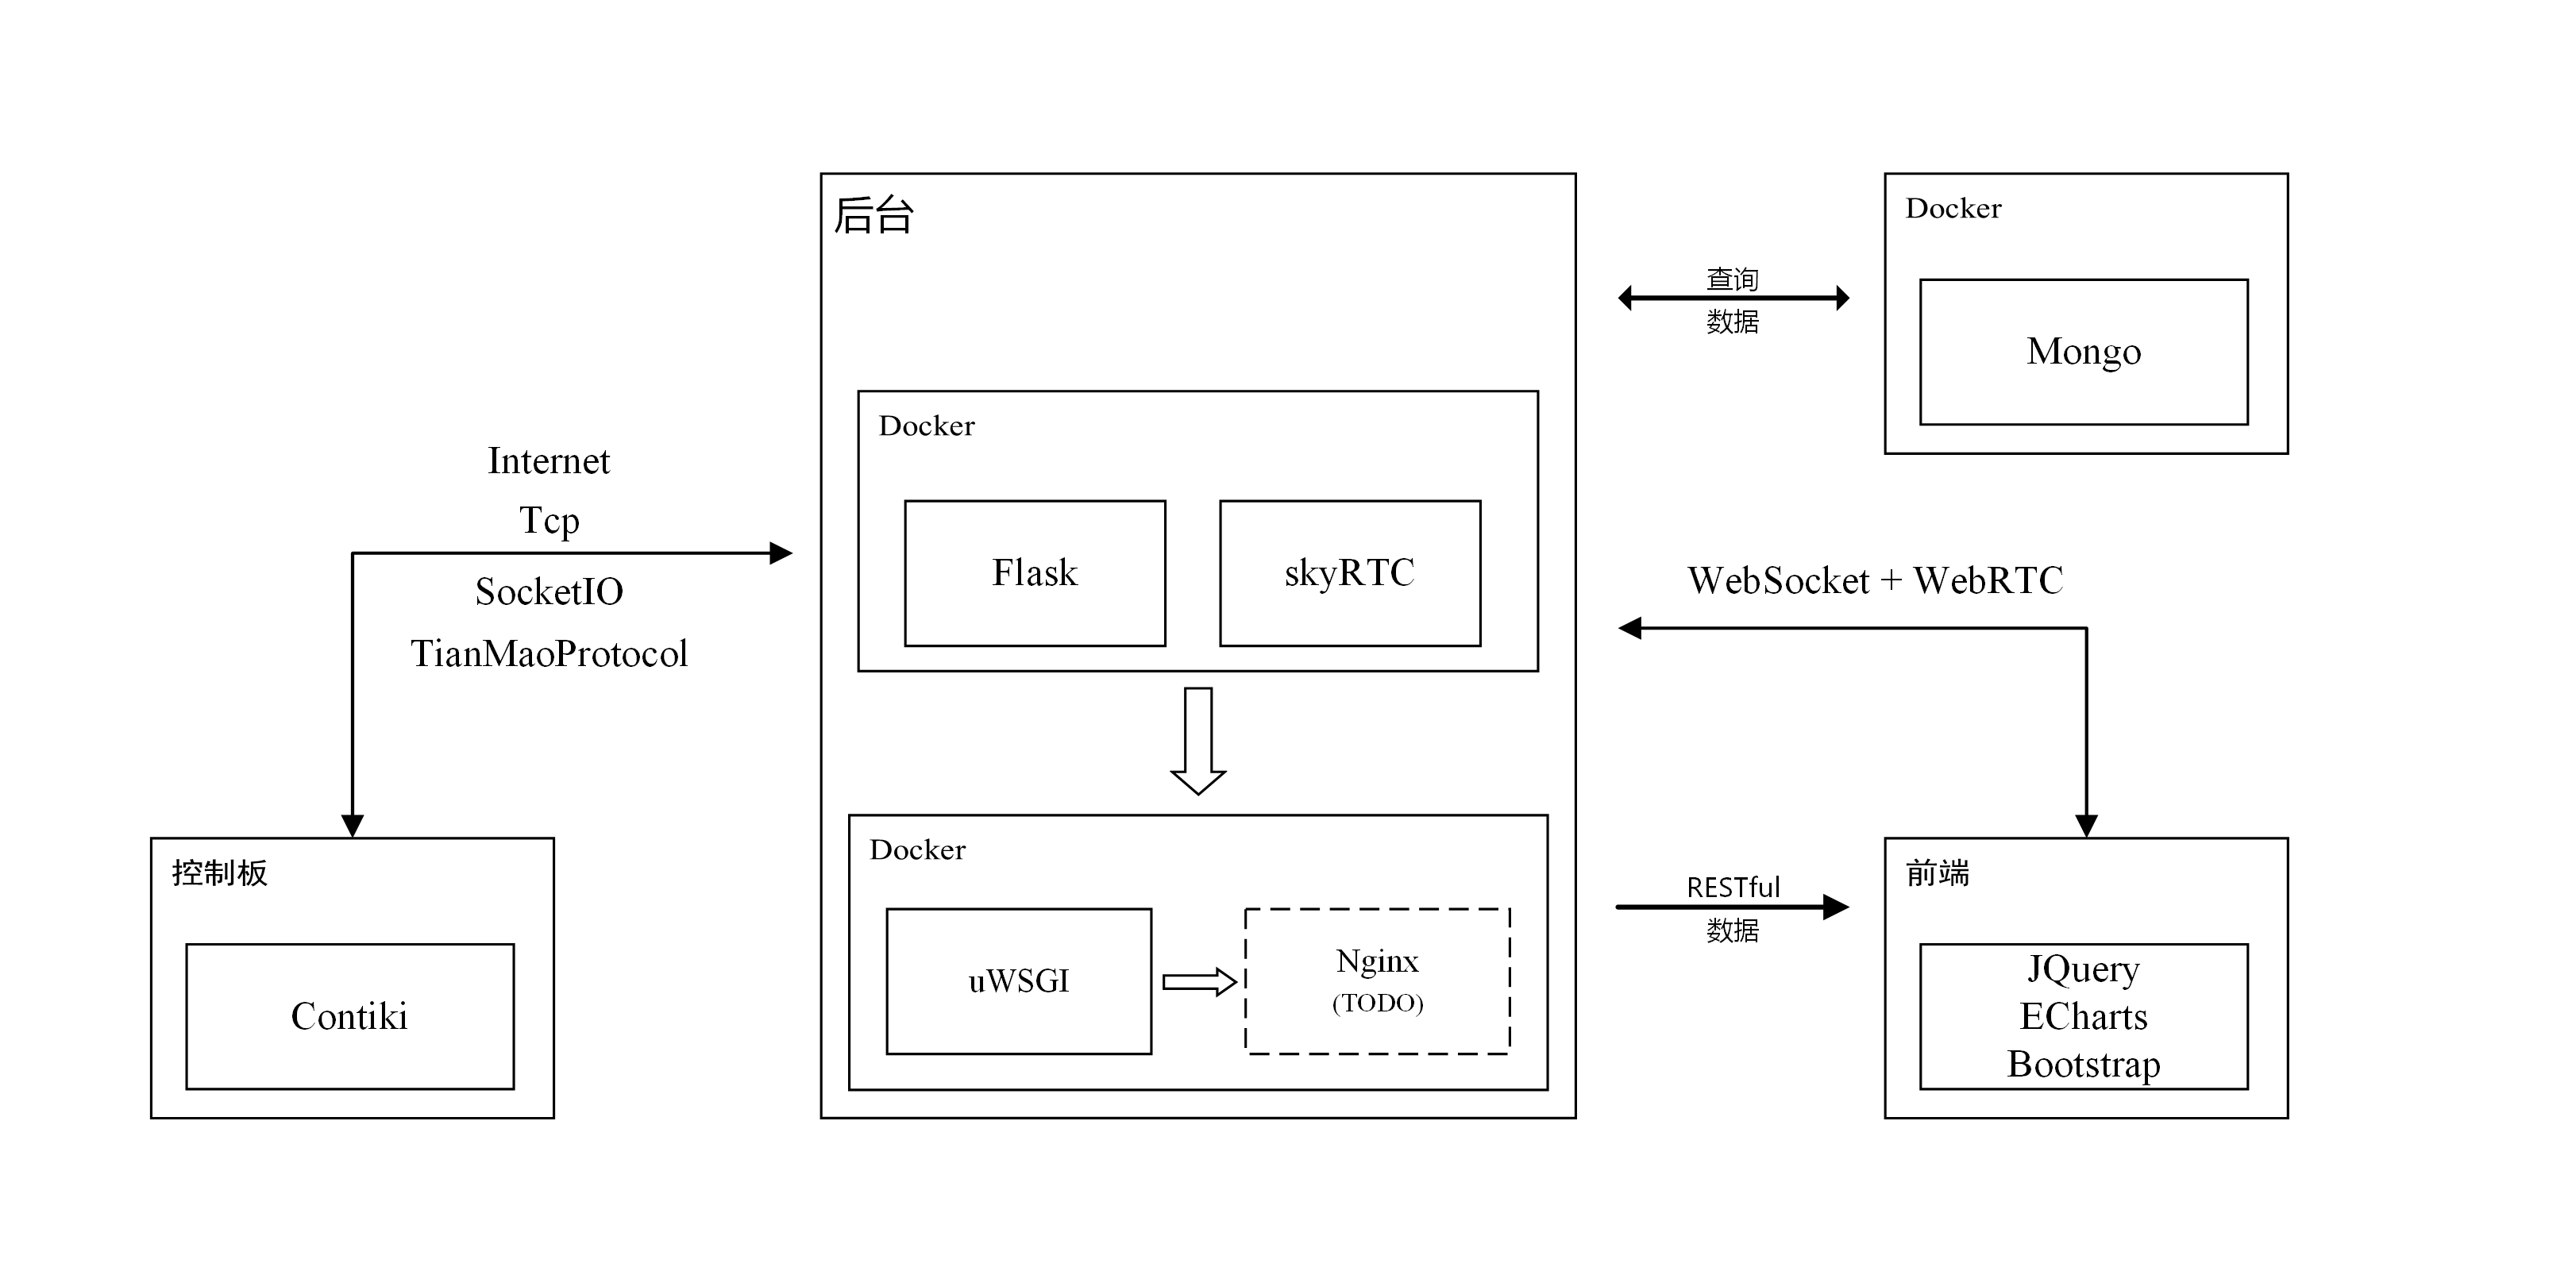 后台
Docker
Flask
skyRTC
Docker
uWSGI
Nginx
(TODO)
Internet
Tcp
SocketIO
TianMaoProtocol
控制板
Contiki
查询
数据
Docker
Mongo
WebSocket + WebRTC
RESTful
数据
前端
JQuery
ECharts
Bootstrap